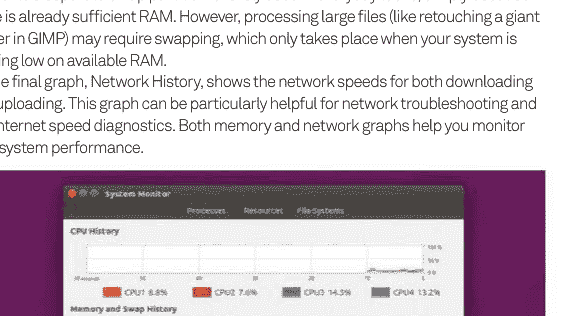 e is already sufficient RAM. However, processing large files (like retouching a giant
er in GIMP) may require swapping, which only takes place when your system is
ing low on available RAM.
e final graph, Network History, shows the network speeds for both downloading
uploading. This graph can be particularly helpful for network troubleshooting and
nternet speed diagnostics. Both memory and network graphs help you monitor
system performance.
System Monitor
Processes Resources File Systems
CPU History
100 %
50 %
0 %
CPU1 8.8% CPU2 7.6% CPU3 14.3% CPU4 13.2%
Memory and Swap History